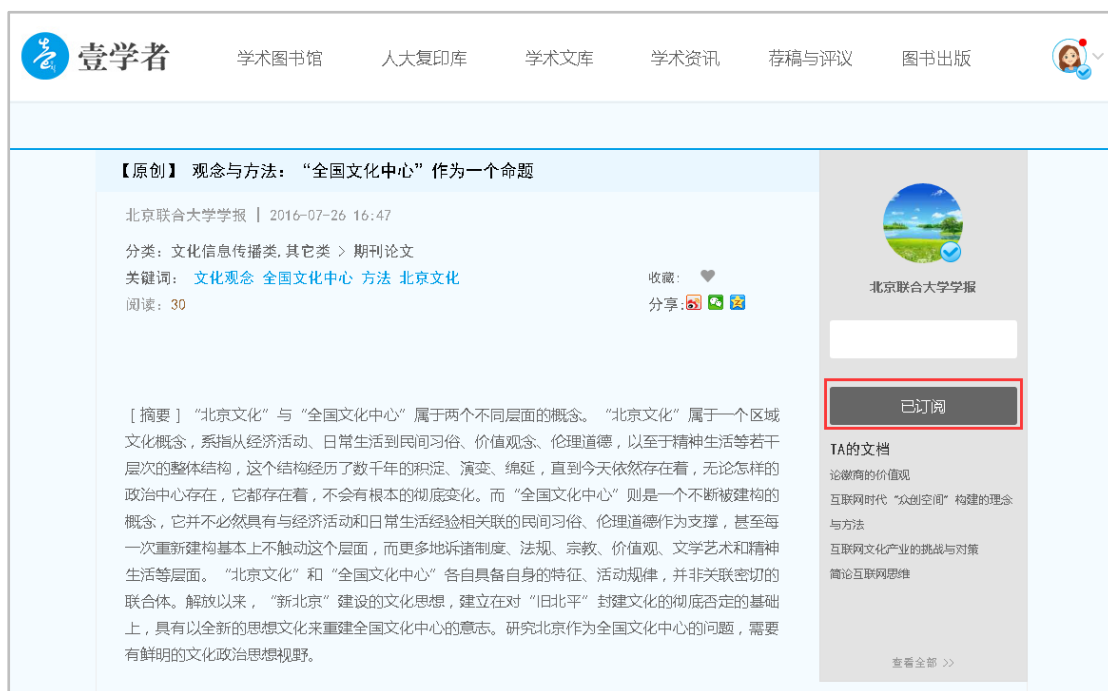 壹学者
学术图书馆 人大复印库 学术文库 学术资讯 荐稿与评议 图书出版
【原创】 观念与方法：“全国文化中心”作为一个命题
北京联合大学学报 | 2016-07-26 16:47
分类：文化信息传播类,其它类 > 期刊论文
关键词： 文化观念 全国文化中心 方法 北京文化
收藏：
阅读：30
分享:
[ 摘要 ] “北京文化”与“全国文化中心”属于两个不同层面的概念。“北京文化”属于一个区域
文化概念，系指从经济活动、日常生活到民间习俗、价值观念、伦理道德，以至于精神生活等若干
层次的整体结构，这个结构经历了数千年的积淀、演变、绵延，直到今天依然存在着，无论怎样的
政治中心存在，它都存在着，不会有根本的彻底变化。而“全国文化中心”则是一个不断被建构的
概念，它并不必然具有与经济活动和日常生活经验相关联的民间习俗、伦理道德作为支撑，甚至每
一次重新建构基本上不触动这个层面，而更多地诉诸制度、法规、宗教、价值观、文学艺术和精神
生活等层面。“北京文化”和“全国文化中心”各自具备自身的特征、活动规律，并非关联密切的
联合体。解放以来，“新北京”建设的文化思想，建立在对“旧北平”封建文化的彻底否定的基础
上，具有以全新的思想文化来重建全国文化中心的意志。研究北京作为全国文化中心的问题，需要
有鲜明的文化政治思想视野。
北京联合大学学报
已订阅
TA的文档
论徽商的价值观
互联网时代“众创空间”构建的理念
与方法
互联网文化产业的挑战与对策
简论互联网思维
查看全部 >>